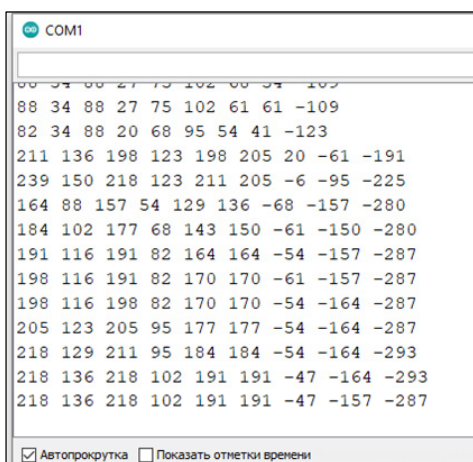 COM1
88 34 88 27 75 102 61 61 -109
82 34 88 20 68 95 54 41 -123
211 136 198 123 198 205 20 -61 -191
239 150 218 123 211 205 -6 -95 -225
164 88 157 54 129 136 -68 -157 -280
184 102 177 68 143 150 -61 -150 -280
191 116 191 82 164 164 -54 -157 -287
198 116 191 82 170 170 -61 -157 -287
198 116 198 82 170 170 -54 -164 -287
205 123 205 95 177 177 -54 -164 -287
218 129 211 95 184 184 -54 -164 -293
218 136 218 102 191 191 -47 -164 -293
218 136 218 102 191 191 -47 -157 -287
Автопрокрутка Показать отметки времени